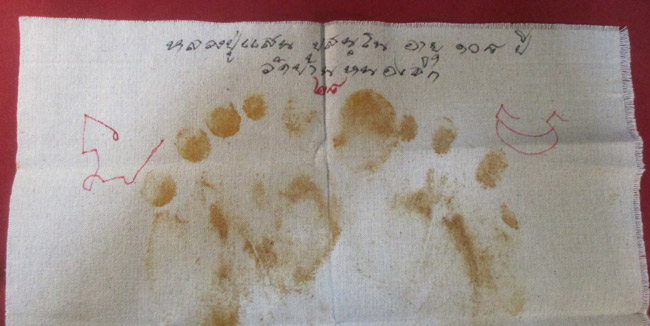 หลวงปู่แสน ปสนฺโน อายุ ๑๐๘ ปี
วัดบ้านหนองจิก